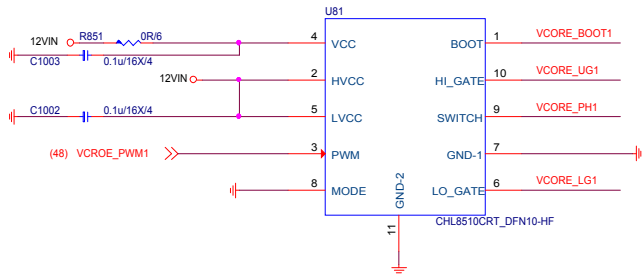 U81
12VIN R851 0R/6 4 VCC BOOT 1 VCORE_BOOT1
C1003 0.1u/16X/4
12VIN 2 HVCC HI_GATE 10 VCORE_UG1
C1002 0.1u/16X/4 5 LVCC SWITCH 9 VCORE_PH1
(48) VCROE_PWM1 3 PWM GND-1 7
8 MODE LO_GATE 6 VCORE_LG1
GND-2
CHL8510CRT_DFN10-HF
11